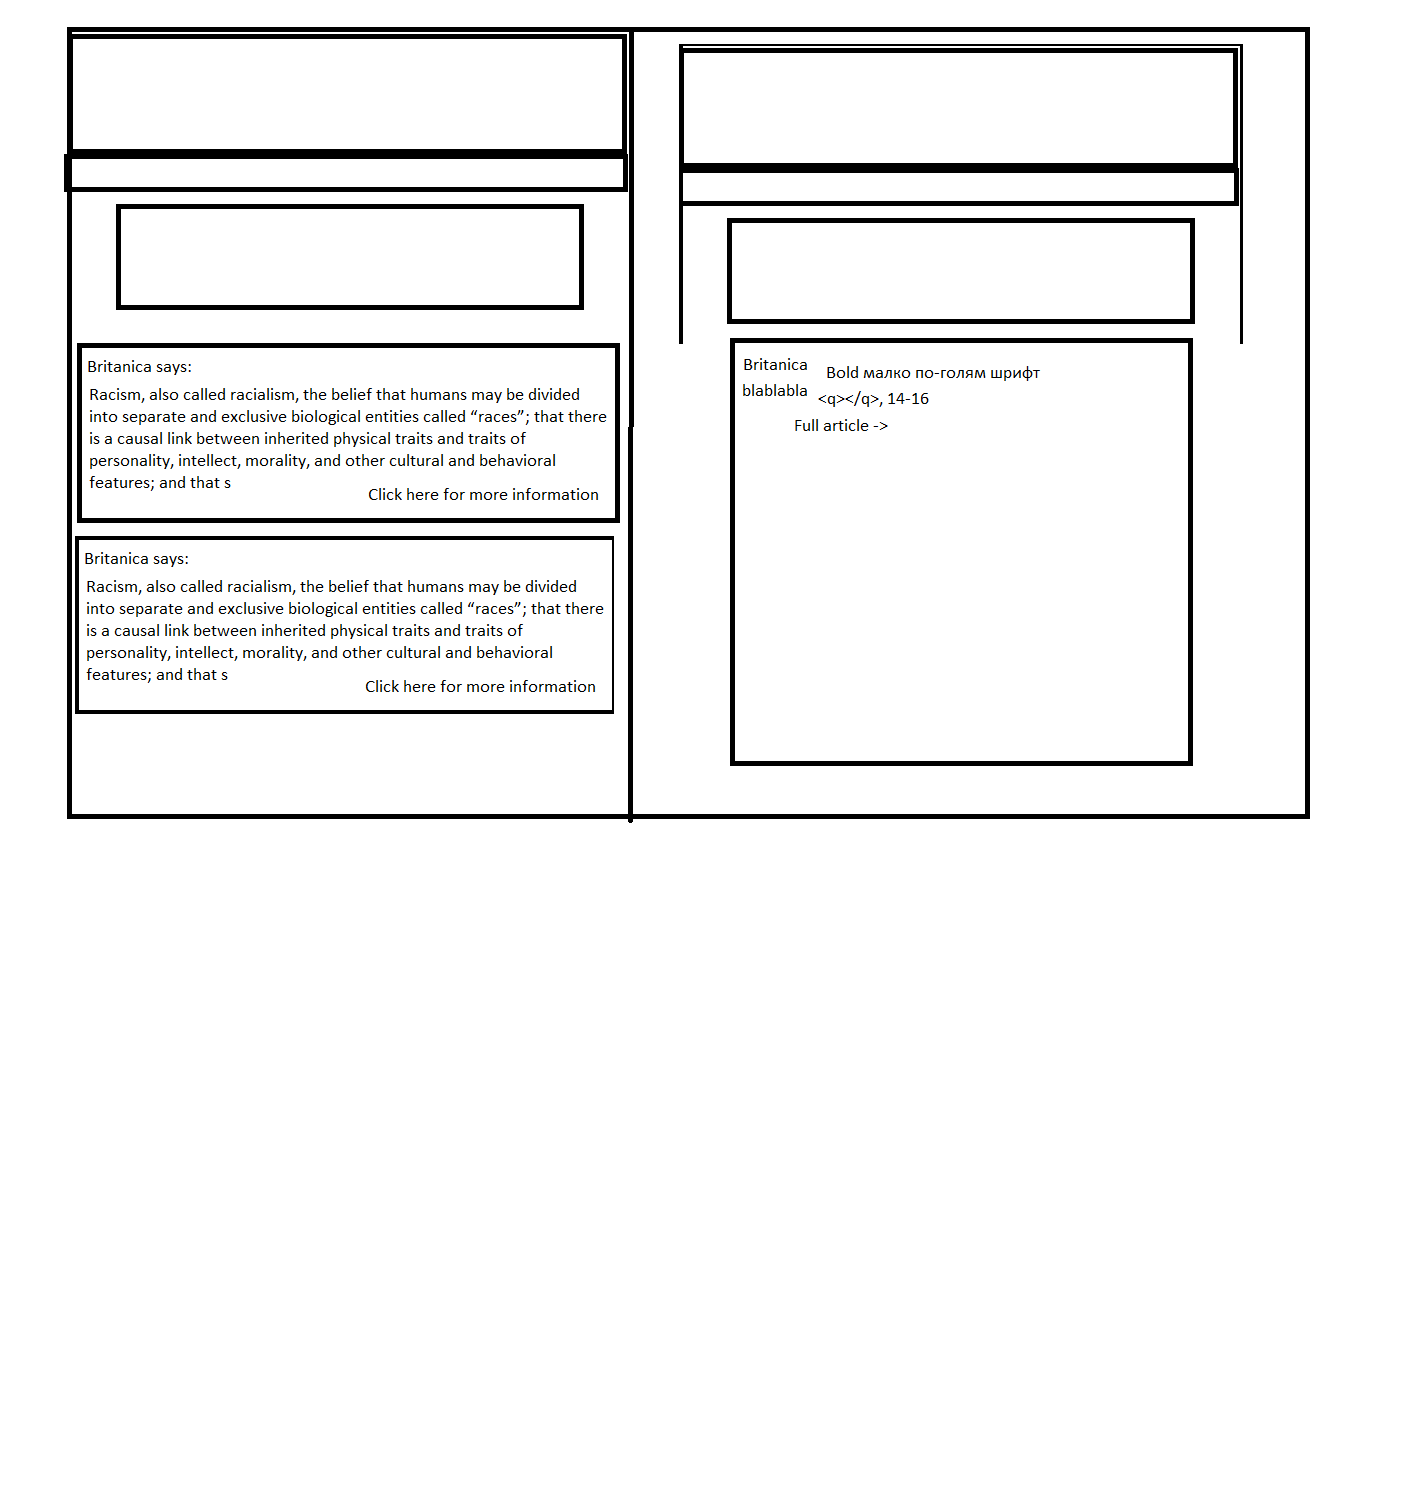 Britanica says:
Racism, also called racialism, the belief that humans may be divided
into separate and exclusive biological entities called “races”; that there
is a causal link between inherited physical traits and traits of
personality, intellect, morality, and other cultural and behavioral
features; and that s
Click here for more information
Britanica says:
Racism, also called racialism, the belief that humans may be divided
into separate and exclusive biological entities called “races”; that there
is a causal link between inherited physical traits and traits of
personality, intellect, morality, and other cultural and behavioral
features; and that s
Click here for more information
Britanica
Bold малко по-голям шрифт
blablabla
<q></q>, 14-16
Full article ->